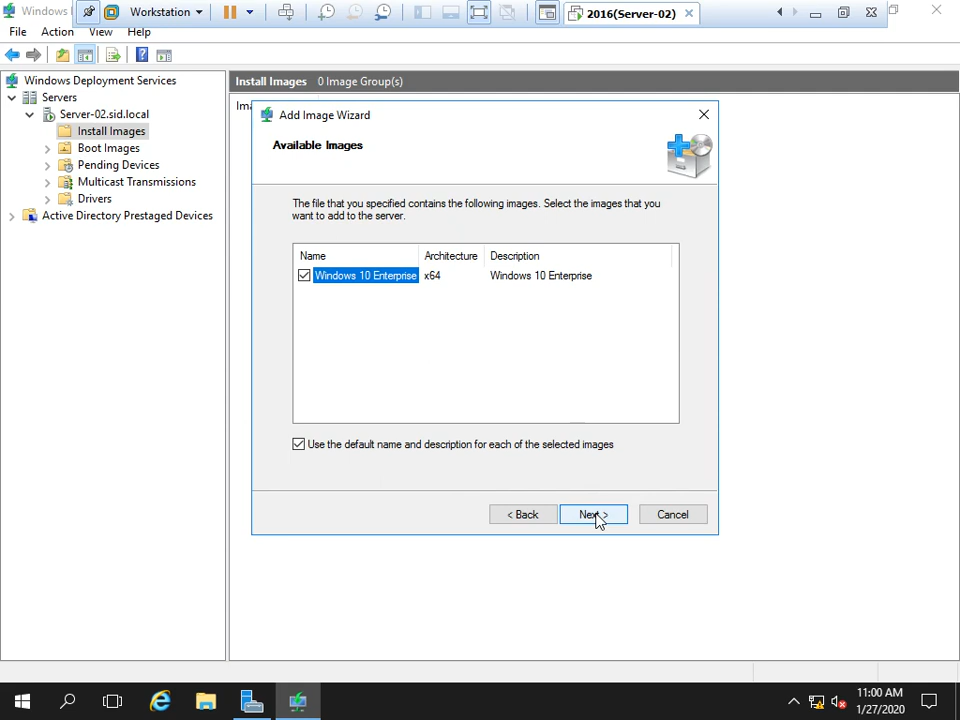 Windows
Workstation
2016(Server-02)
File Action View Help
Windows Deployment Services
Servers
Server-02.sid.local
Install Images
Boot Images
Pending Devices
Multicast Transmissions
Drivers
Active Directory Prestaged Devices
Install Images 0 Image Group(s)
Add Image Wizard
Available Images
The file that you specified contains the following images. Select the images that you
want to add to the server.
Name Architecture Description
Windows 10 Enterprise x64 Windows 10 Enterprise
Use the default name and description for each of the selected images
< Back Next > Cancel
11:00 AM
1/27/2020